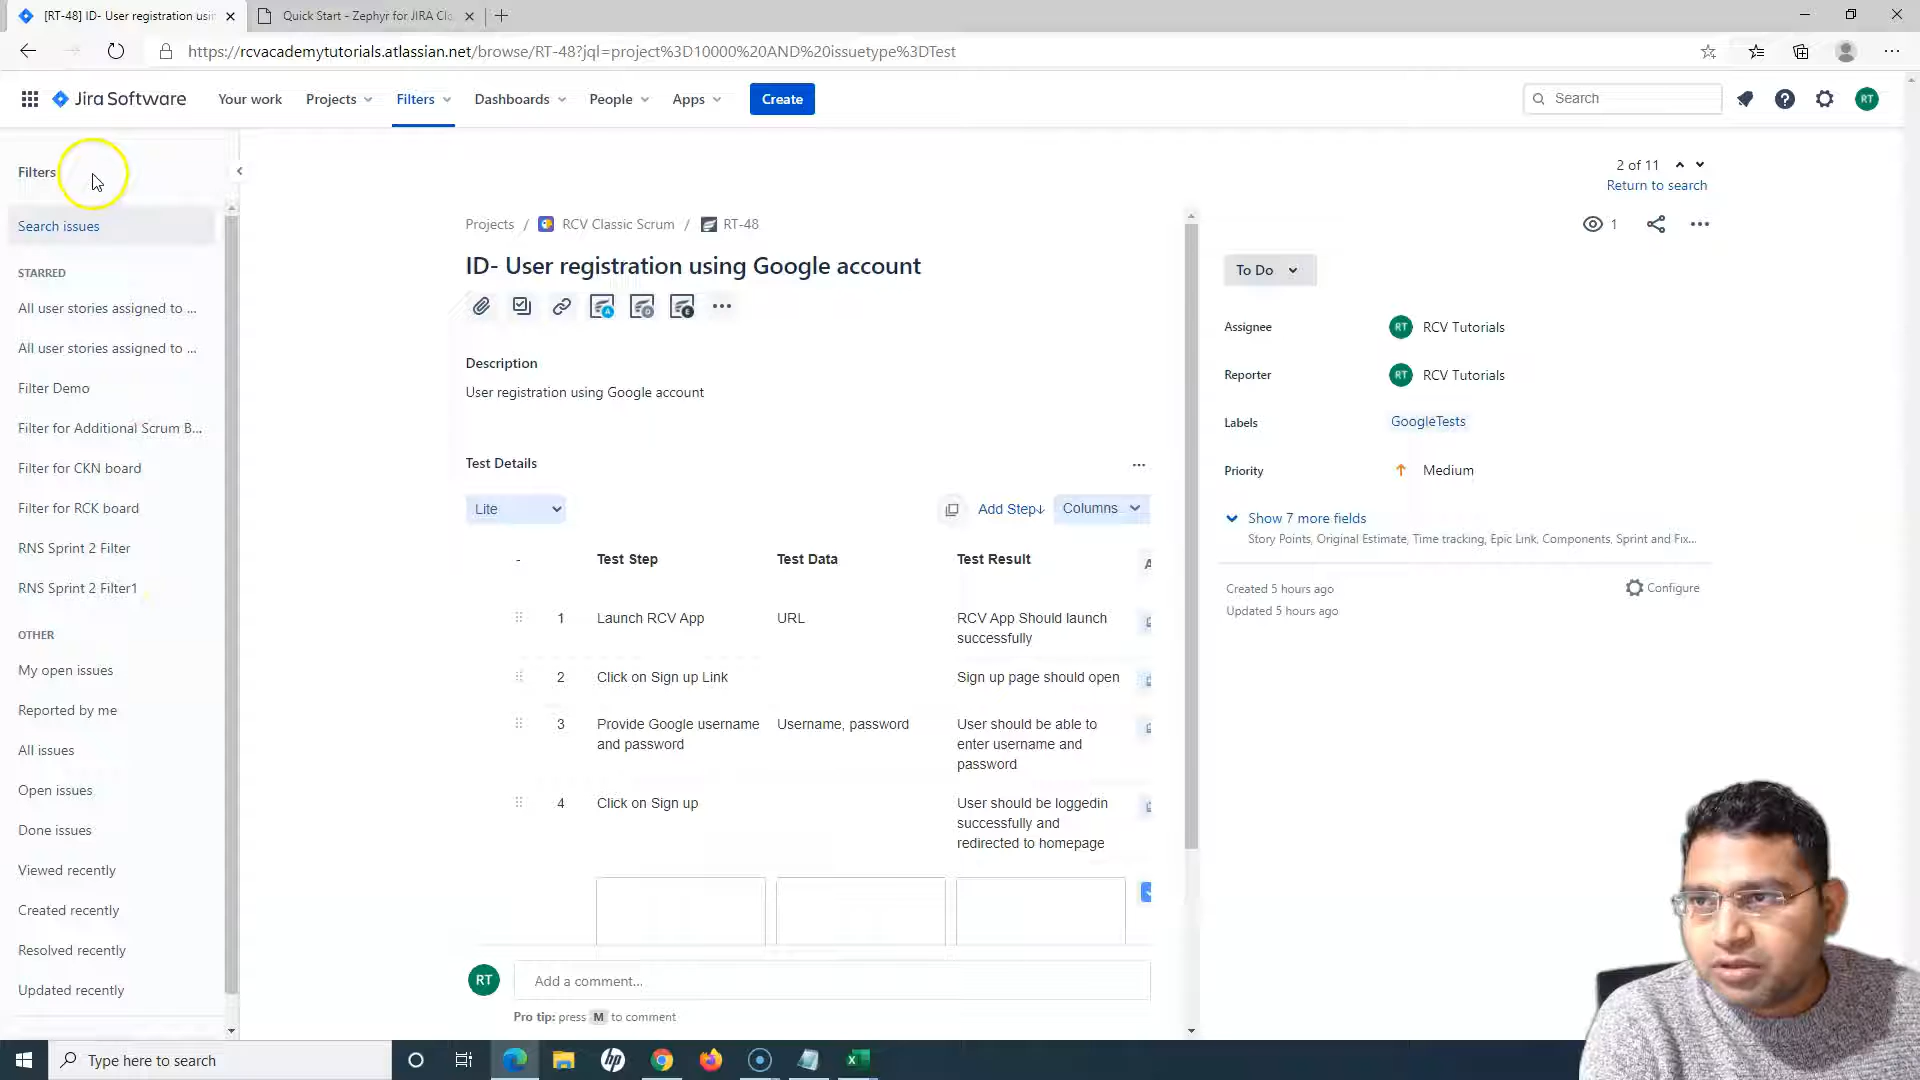 [RT-48] ID- User registration usin
Quick Start - Zephyr for JIRA Clo
https://rcvacademytutorials.atlassian.net/browse/RT-48?jql=project%3D10000%20AND%20issuetype%3DTest
Jira Software
Your work
Projects
Filters
Dashboards
People
Apps
Create
Search
RT
Filters
Search issues
STARRED
All user stories assigned to ...
All user stories assigned to ...
Filter Demo
Filter for Additional Scrum B...
Filter for CKN board
Filter for RCK board
RNS Sprint 2 Filter
RNS Sprint 2 Filter1
OTHER
My open issues
Reported by me
All issues
Open issues
Done issues
Viewed recently
Created recently
Resolved recently
Updated recently
2 of 11
Return to search
Projects / RCV Classic Scrum / RT-48
1
ID- User registration using Google account
Description
User registration using Google account
Test Details
Lite
Add Step
Columns
- Test Step Test Data Test Result
1 Launch RCV App URL RCV App Should launch
successfully
2 Click on Sign up Link Sign up page should open
3 Provide Google username Username, password User should be able to
and password enter username and
password
4 Click on Sign up User should be loggedin
successfully and
redirected to homepage
RT
Add a comment...
Pro tip: press M to comment
To Do
Assignee RT RCV Tutorials
Reporter RT RCV Tutorials
Labels GoogleTests
Priority Medium
Show 7 more fields
Story Points, Original Estimate, Time tracking, Epic Link, Components, Sprint and Fix...
Created 5 hours ago
Configure
Updated 5 hours ago
Type here to search